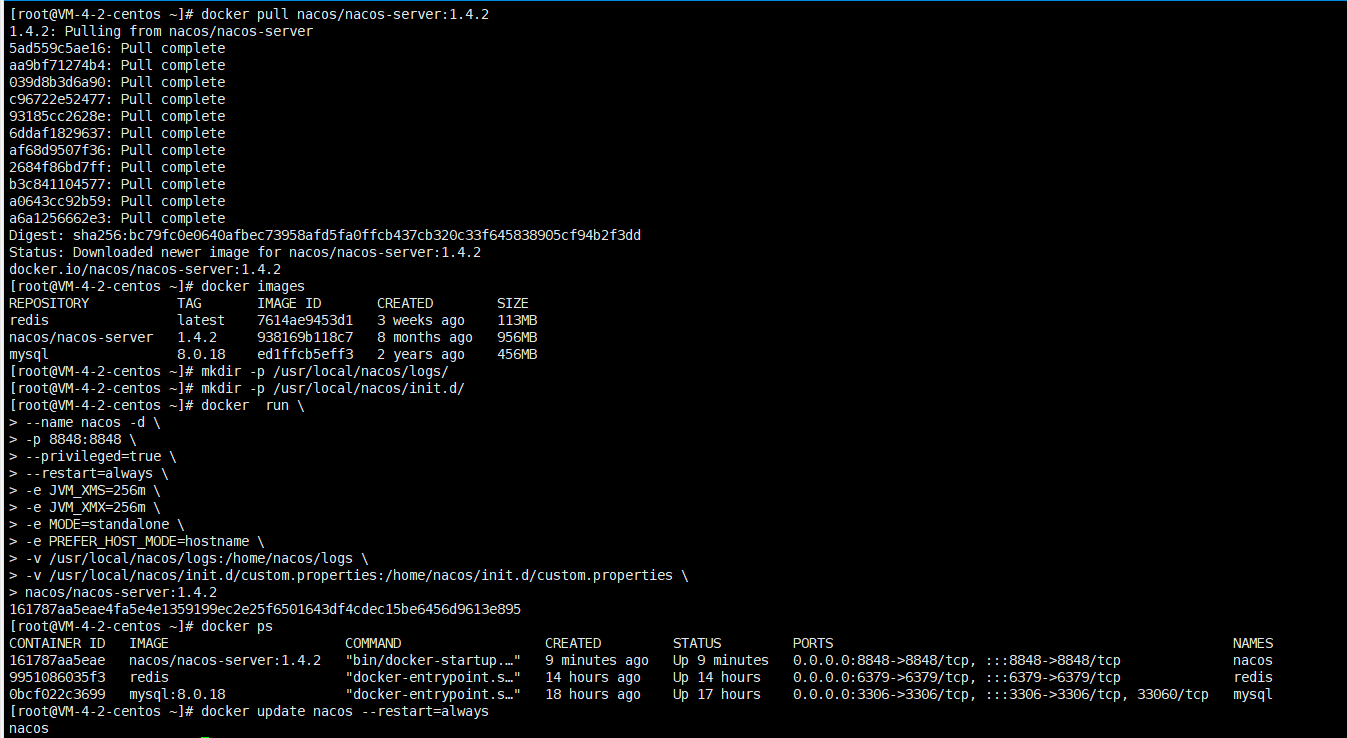 [root@VM-4-2-centos ~]# docker pull nacos/nacos-server:1.4.2
1.4.2: Pulling from nacos/nacos-server
5ad559c5ae16: Pull complete
aa9bf71274b4: Pull complete
039d8b3d6a90: Pull complete
c96722e52477: Pull complete
93185cc2628e: Pull complete
6ddaf1829637: Pull complete
af68d9507f36: Pull complete
2684f86bd7ff: Pull complete
b3c841104577: Pull complete
a0643cc92b59: Pull complete
a6a1256662e3: Pull complete
Digest: sha256:bc79fc0e0640afbec73958afd5fa0ffcb437cb320c33f645838905cf94b2f3dd
Status: Downloaded newer image for nacos/nacos-server:1.4.2
docker.io/nacos/nacos-server:1.4.2
[root@VM-4-2-centos ~]# docker images
REPOSITORY           TAG       IMAGE ID       CREATED        SIZE
redis                latest    7614ae9453d1   3 weeks ago    113MB
nacos/nacos-server   1.4.2     938169b118c7   8 months ago   956MB
mysql                8.0.18    ed1ffcb5eff3   2 years ago    456MB
[root@VM-4-2-centos ~]# mkdir -p /usr/local/nacos/logs/
[root@VM-4-2-centos ~]# mkdir -p /usr/local/nacos/init.d/
[root@VM-4-2-centos ~]# docker  run \
> --name nacos -d \
> -p 8848:8848 \
> --privileged=true \
> --restart=always \
> -e JVM_XMS=256m \
> -e JVM_XMX=256m \
> -e MODE=standalone \
> -e PREFER_HOST_MODE=hostname \
> -v /usr/local/nacos/logs:/home/nacos/logs \
> -v /usr/local/nacos/init.d/custom.properties:/home/nacos/init.d/custom.properties \
> nacos/nacos-server:1.4.2
161787aa5eae4fa5e4e1359199ec2e25f6501643df4cdec15be6456d9613e895
[root@VM-4-2-centos ~]# docker ps
CONTAINER ID   IMAGE                      COMMAND                  CREATED         STATUS         PORTS                                                  NAMES
161787aa5eae   nacos/nacos-server:1.4.2   "bin/docker-startup.…"   9 minutes ago   Up 9 minutes   0.0.0.0:8848->8848/tcp, :::8848->8848/tcp              nacos
9951086035f3   redis                      "docker-entrypoint.s…"   14 hours ago    Up 14 hours    0.0.0.0:6379->6379/tcp, :::6379->6379/tcp              redis
0bcf022c3699   mysql:8.0.18               "docker-entrypoint.s…"   18 hours ago    Up 17 hours    0.0.0.0:3306->3306/tcp, :::3306->3306/tcp, 33060/tcp   mysql
[root@VM-4-2-centos ~]# docker update nacos --restart=always
nacos